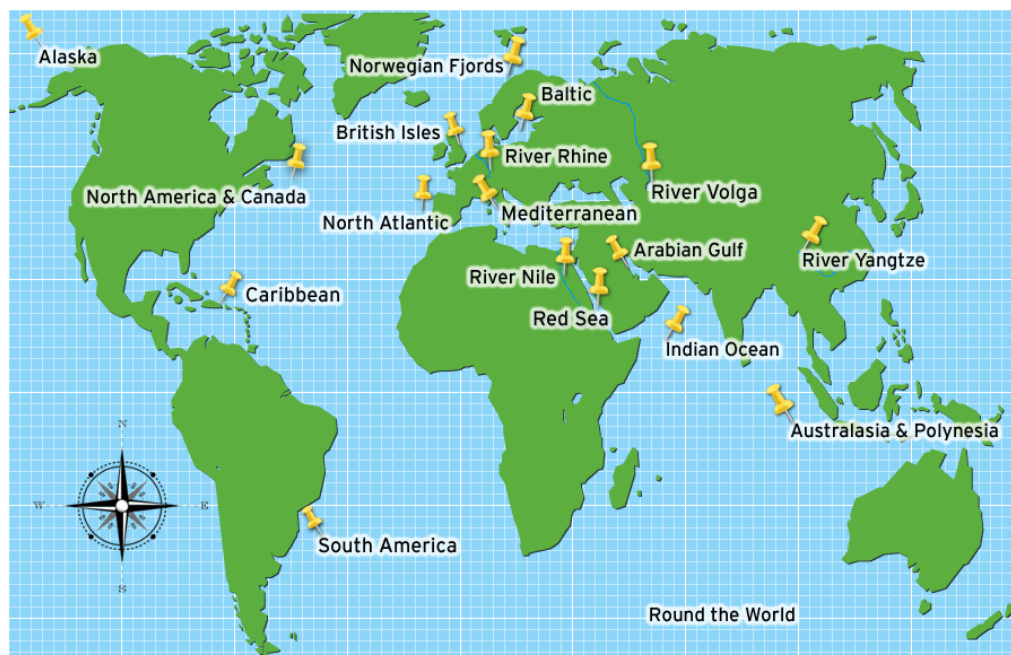 Alaska
Norwegian Fjords
Baltic
British Isles
River Rhine
North America & Canada
River Volga
North Atlantic
Mediterranean
Arabian Gulf
River Yangtze
River Nile
Caribbean
Red Sea
Indian Ocean
N
Australasia & Polynesia
W
E
South America
S
Round the World